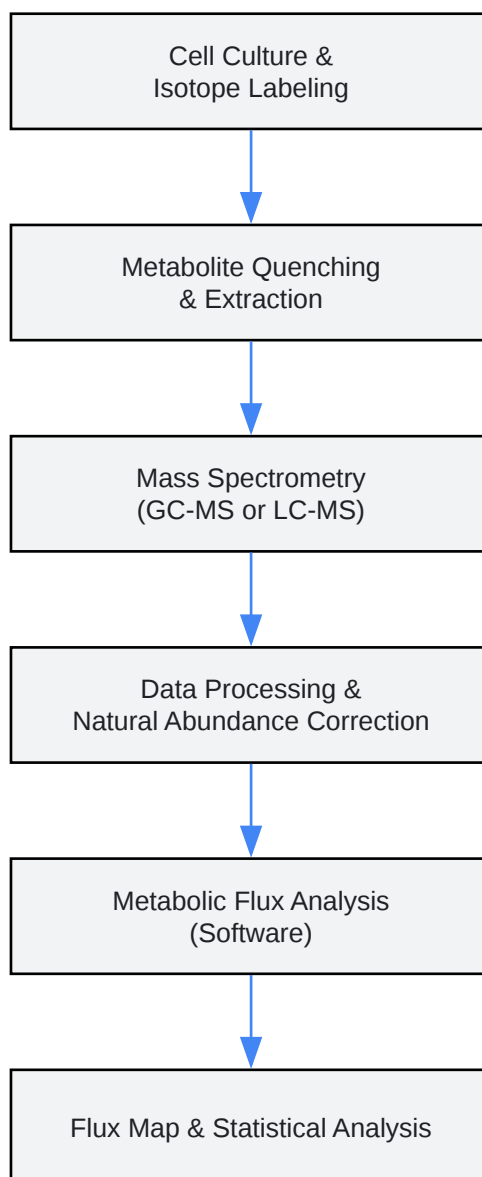 Cell Culture &
Isotope Labeling
Metabolite Quenching
& Extraction
Mass Spectrometry
(GC-MS or LC-MS)
Data Processing &
Natural Abundance Correction
Metabolic Flux Analysis
(Software)
Flux Map & Statistical Analysis